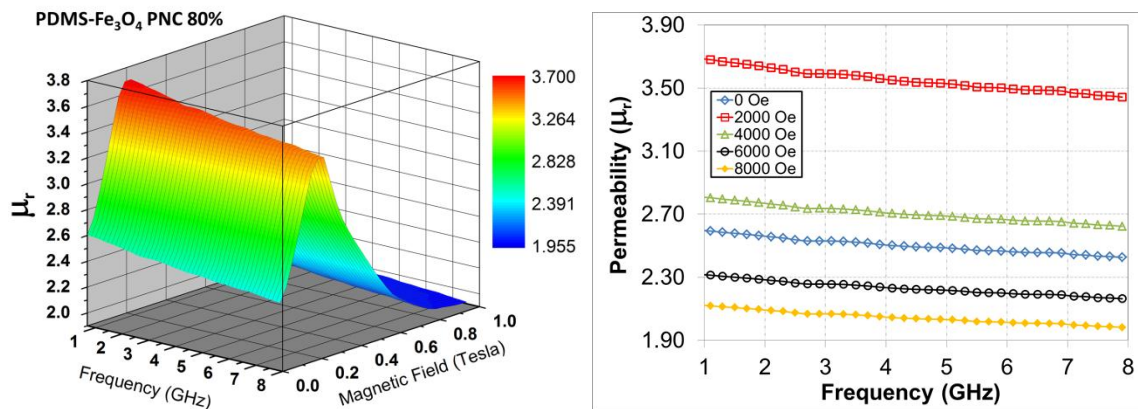 PDMS-Fe₃O₄ PNC 80%
3.8
3.6
3.4
3.2
3.0
2.8
2.6
2.4
2.2
2.0
μr
1
2
3
4
5
6
7
8
Frequency (GHz)
0.0
0.2
0.4
0.6
0.8
1.0
Magnetic Field (Tesla)
3.700
3.264
2.828
2.391
1.955
3.90
3.50
3.10
2.70
2.30
1.90
Permeability (μr)
0 Oe
2000 Oe
4000 Oe
6000 Oe
8000 Oe
1 2 3 4 5 6 7 8
Frequency (GHz)